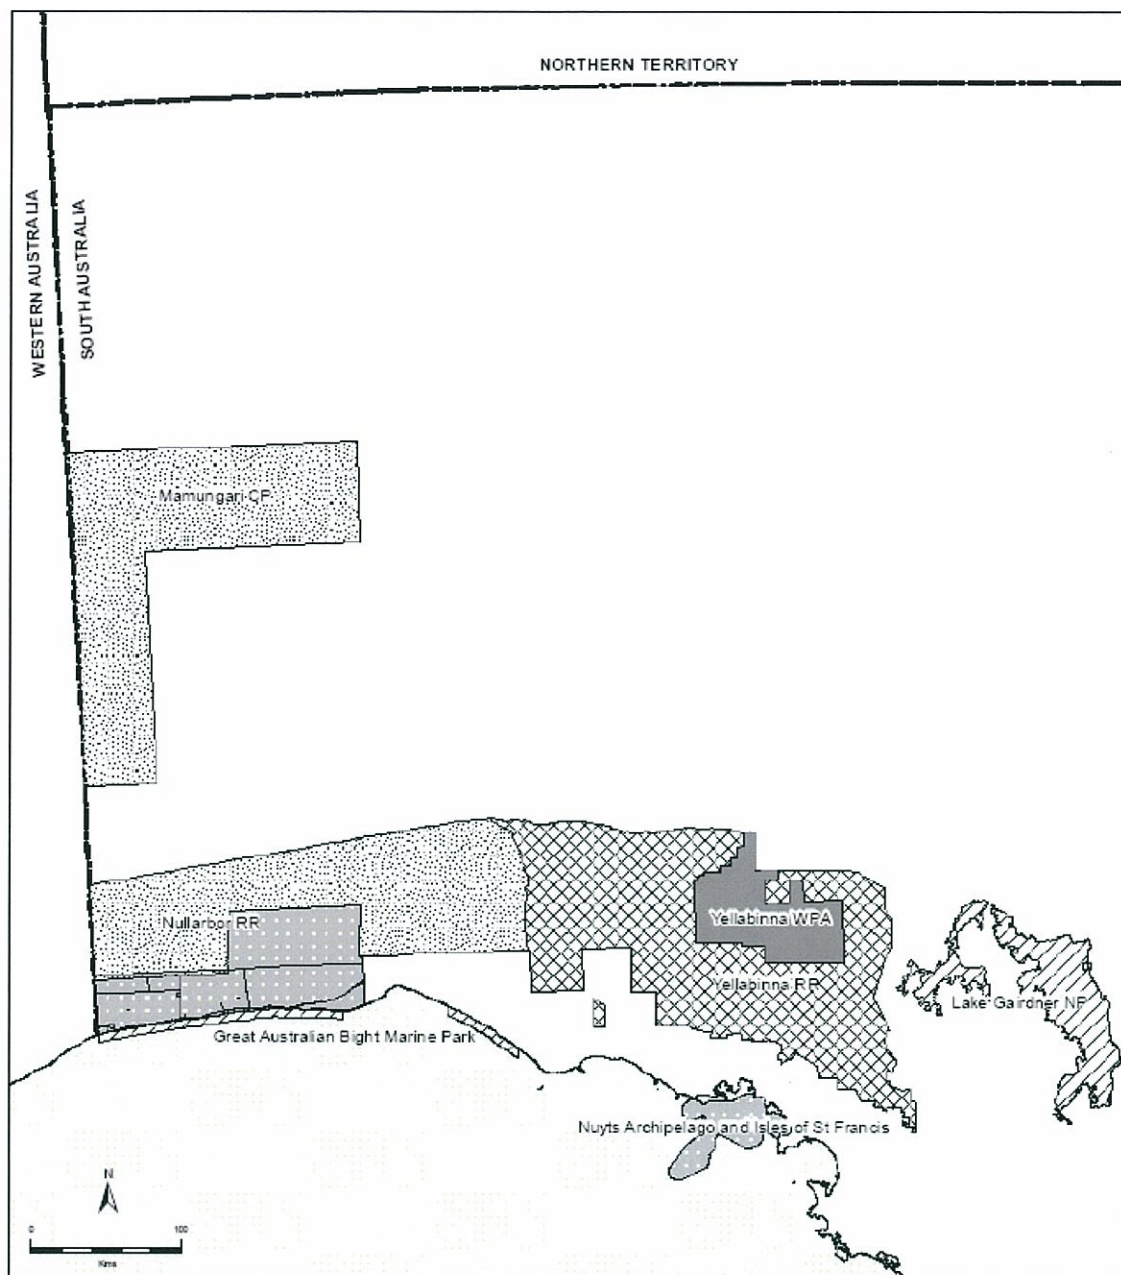 NORTHERN TERRITORY
WESTERN AUSTRALIA
SOUTH AUSTRALIA
Mamungari CP
Nullarbor RR
Yellabinna WPA
Yellabinna RR
Lake Gairdner NP
Great Australian Bight Marine Park
Nuyts Archipelago and Isles of St Francis
N
0 100
Kms